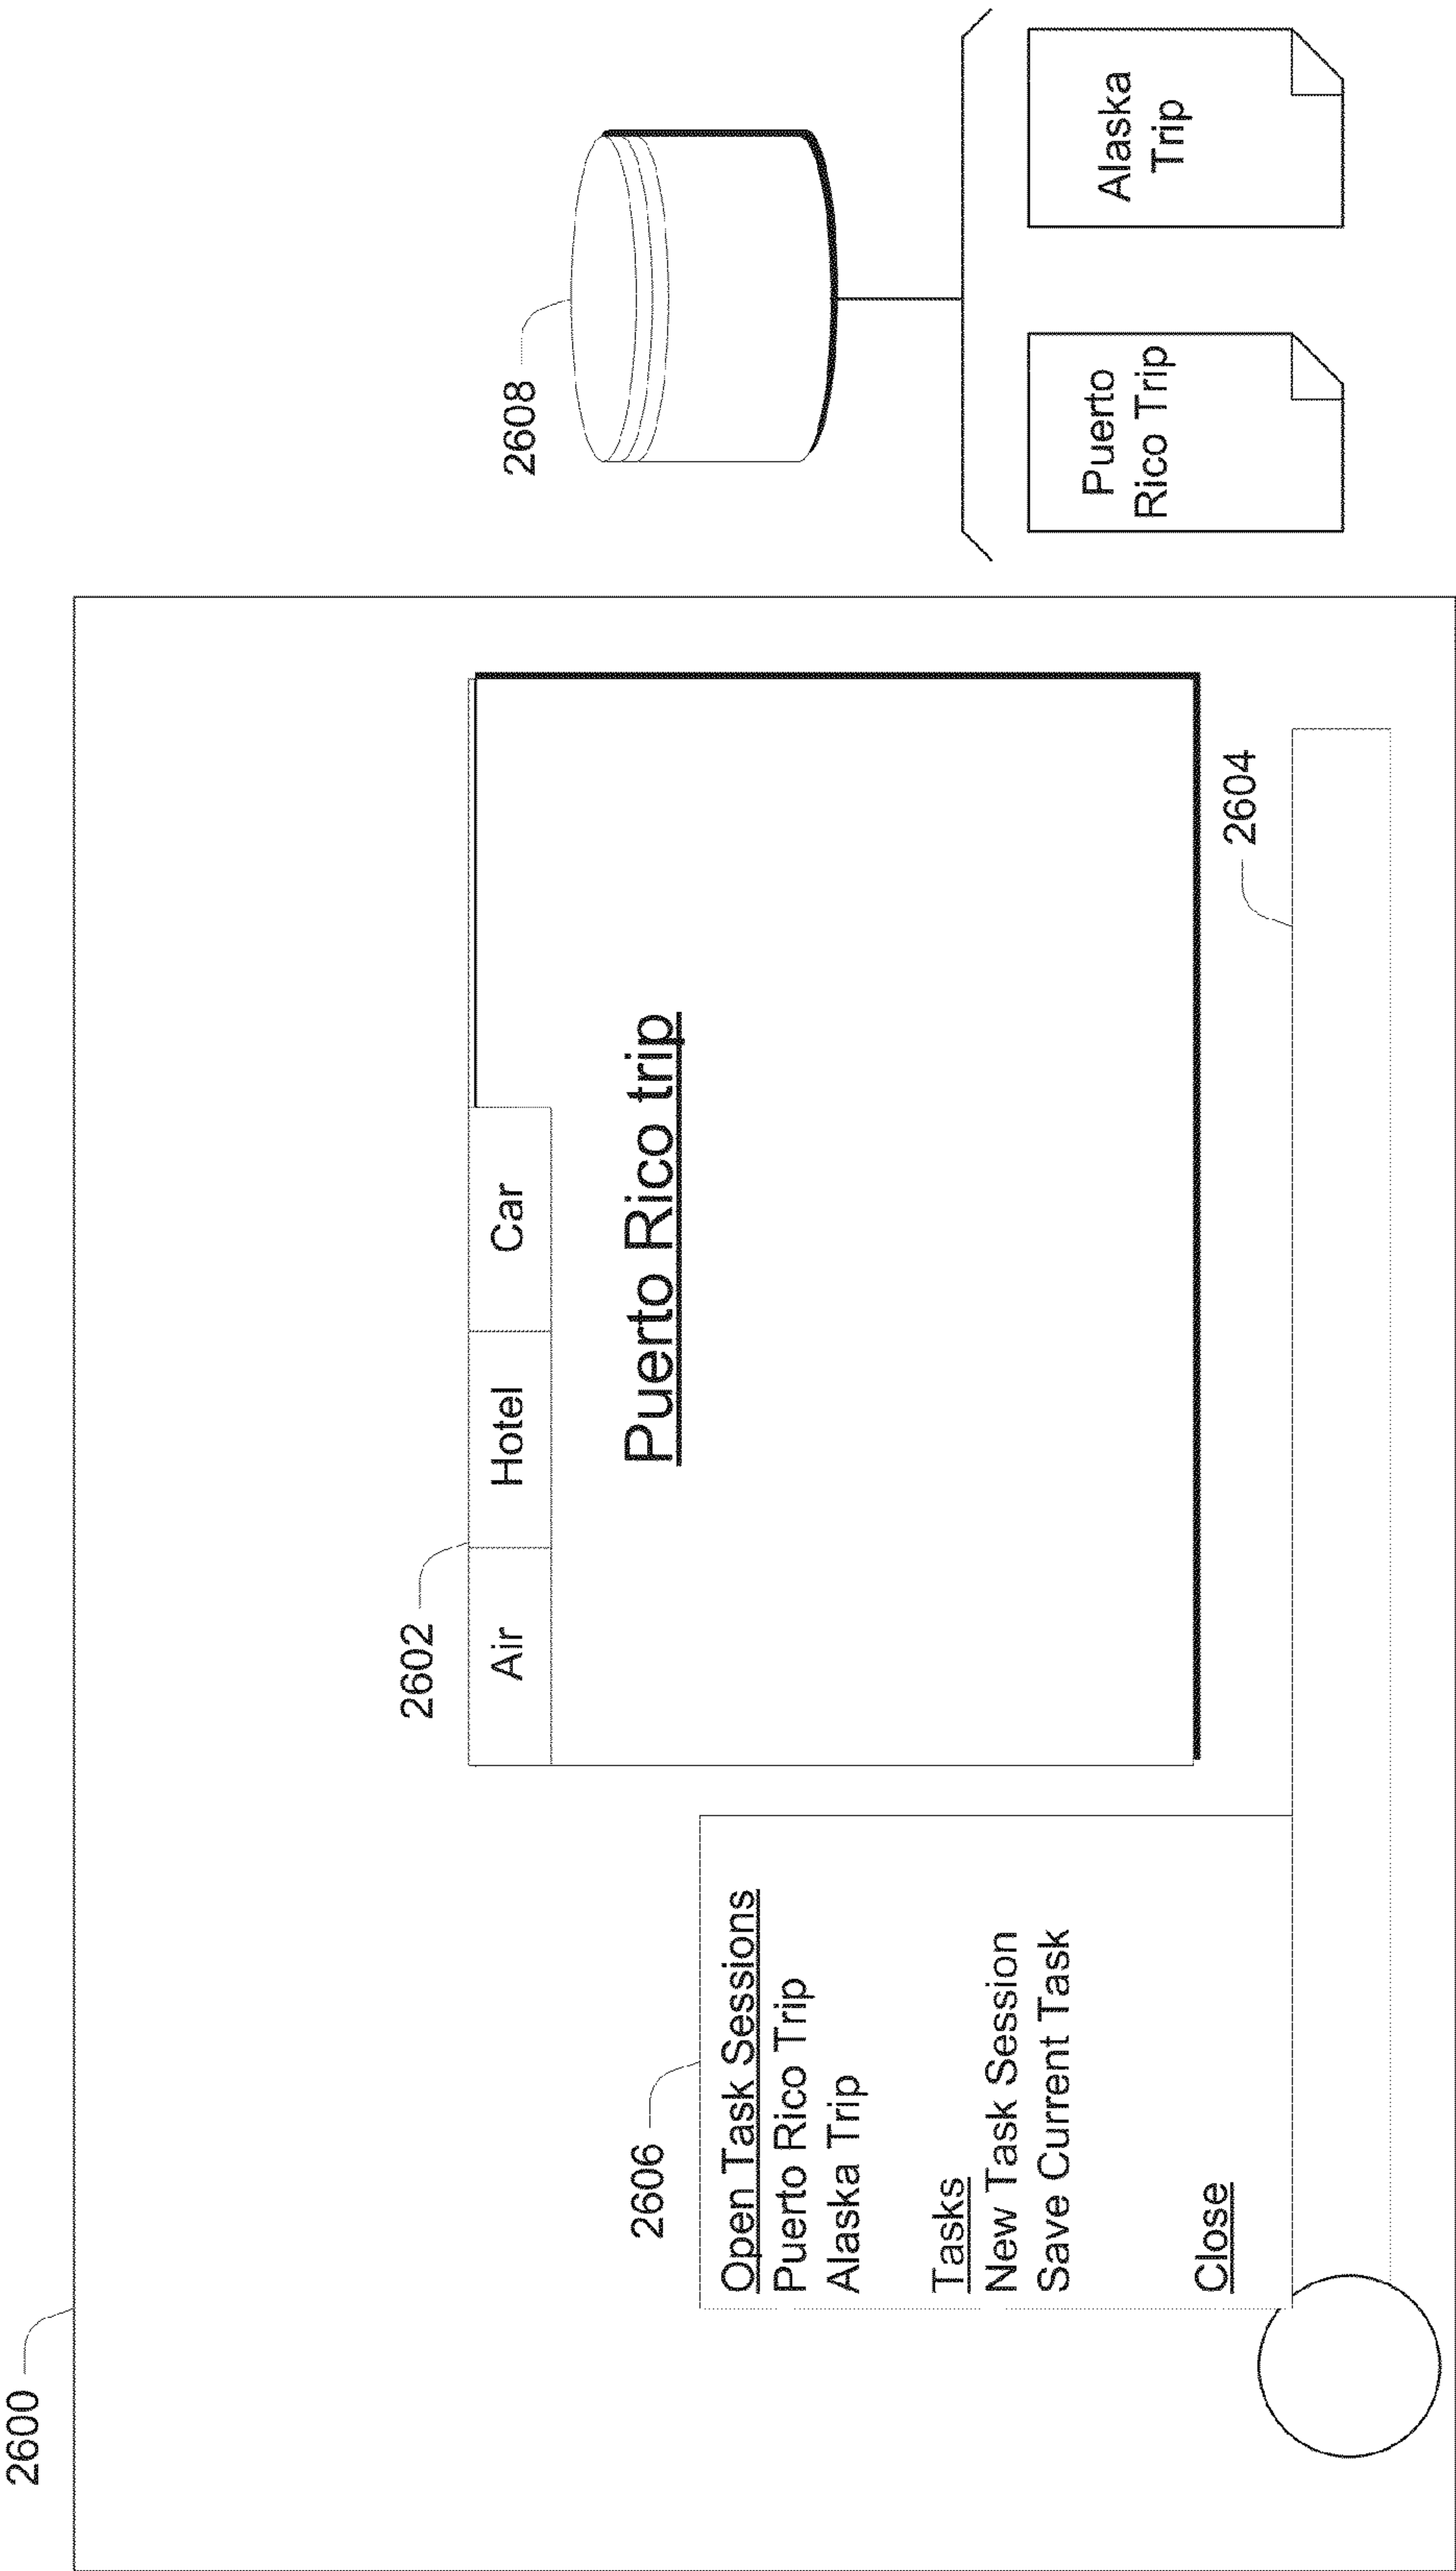 2600
2602
Air
Hotel
Car
Puerto Rico trip
2606
Open Task Sessions
Puerto Rico Trip
Alaska Trip
Tasks
New Task Session
Save Current Task
Close
2604
2608
Puerto
Rico Trip
Alaska
Trip